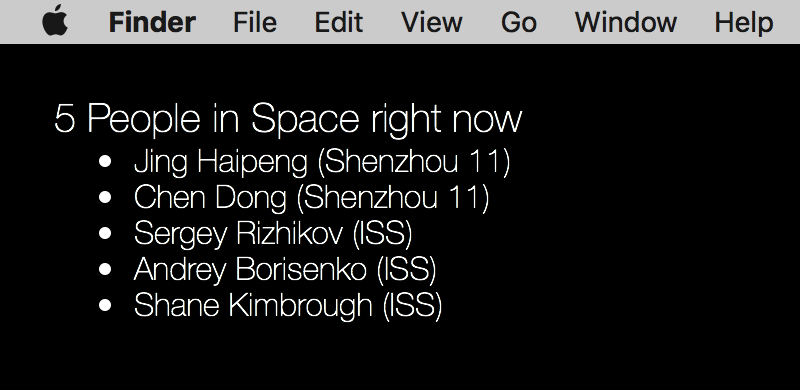 Finder File Edit View Go Window Help
5 People in Space right now
• Jing Haipeng (Shenzhou 11)
• Chen Dong (Shenzhou 11)
• Sergey Rizhikov (ISS)
• Andrey Borisenko (ISS)
• Shane Kimbrough (ISS)